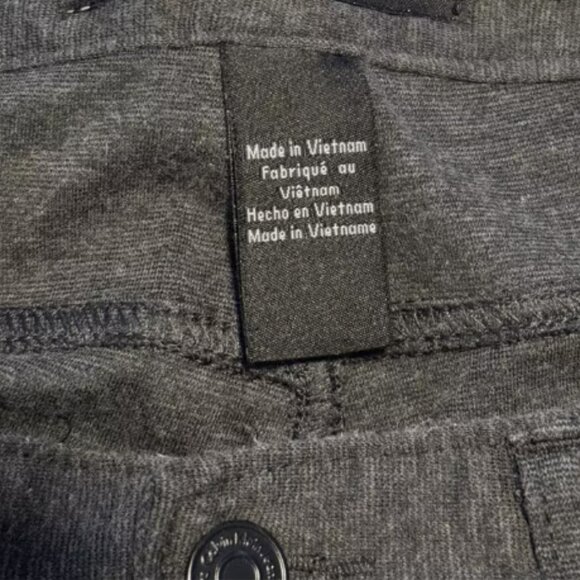 Made in Vietnam
Fabriqué au
Viêtnam
Hecho en Vietnam
Made in Vietname